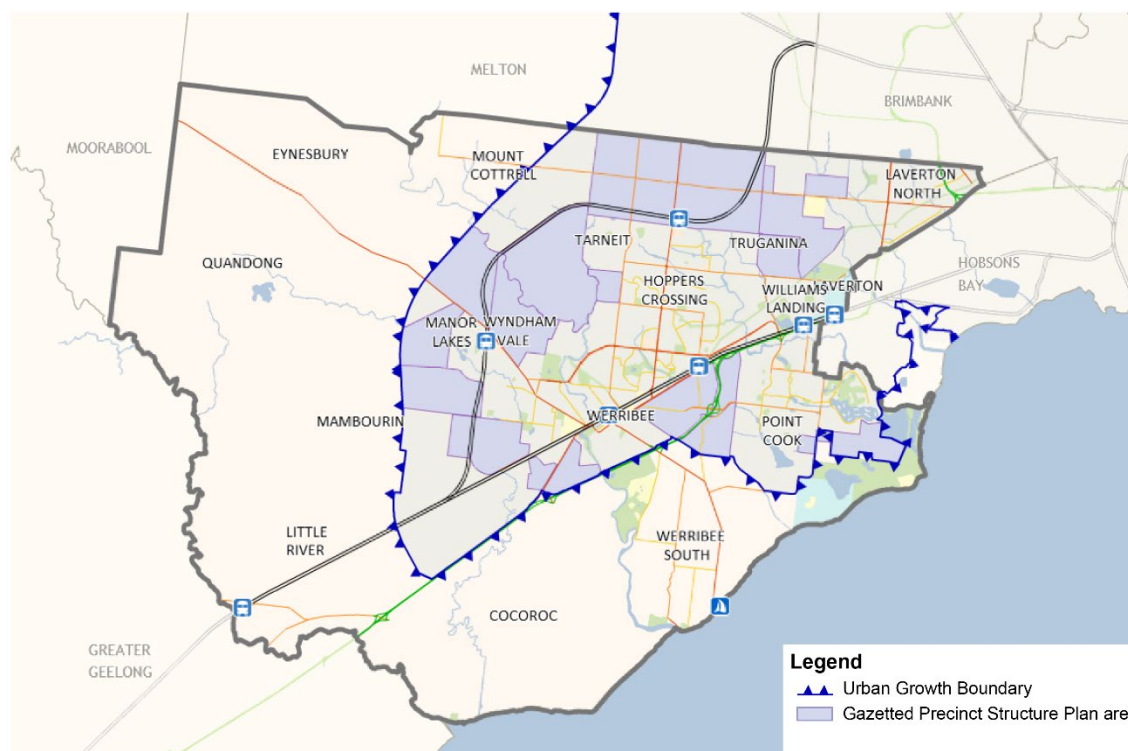 MELTON
BRIMBANK
MOORABOOL
EYNESBURY
MOUNT
COTTRELL
LAVERTON
NORTH
TARNEIT
TRUGANINA
QUANDONG
HOBSONS
BAY
HOPPERS
CROSSING
WILLIAMS
LANDING
LAVERTON
MANOR
LAKES
WYNDHAM
VALE
MAMBOURIN
WERRIBEE
POINT
COOK
LITTLE
RIVER
WERRIBEE
SOUTH
COCOROC
GREATER
GEELONG
Legend
Urban Growth Boundary
Gazetted Precinct Structure Plan are